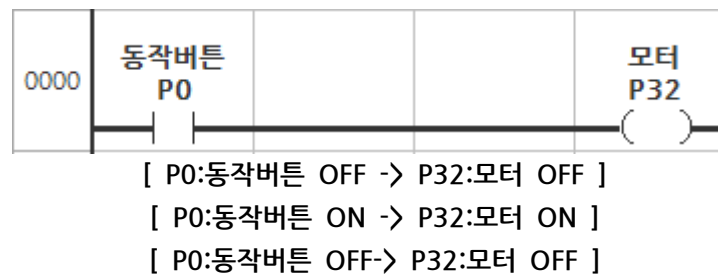 동작버튼 모터
0000 P0 P32
[ P0:동작버튼 OFF -> P32:모터 OFF ]
[ P0:동작버튼 ON -> P32:모터 ON ]
[ P0:동작버튼 OFF-> P32:모터 OFF ]